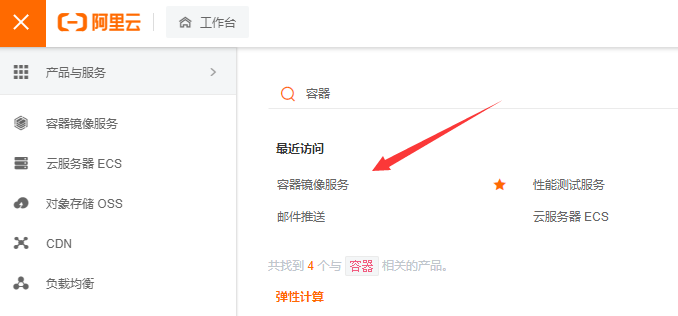 阿里云 工作台
产品与服务
容器镜像服务
云服务器 ECS
对象存储 OSS
CDN
负载均衡
容器
最近访问
容器镜像服务 性能测试服务
邮件推送 云服务器 ECS
共找到 4 个与 容器 相关的产品。
弹性计算